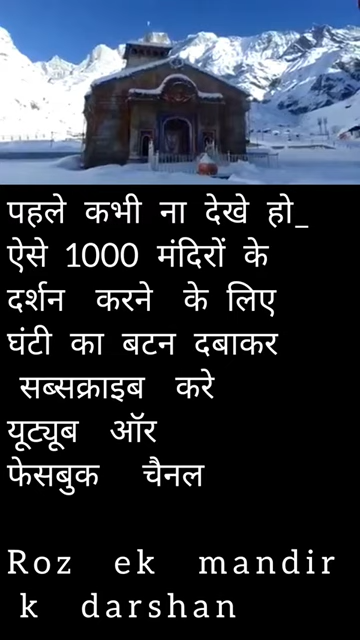 पहले कभी ना देखे हो_
ऐसे 1000 मंदिरों के
दर्शन करने के लिए
घंटी का बटन दबाकर
सब्सक्राइब करे
यूट्यूब ऑर
फेसबुक चैनल
Roz ek mandir
k darshan